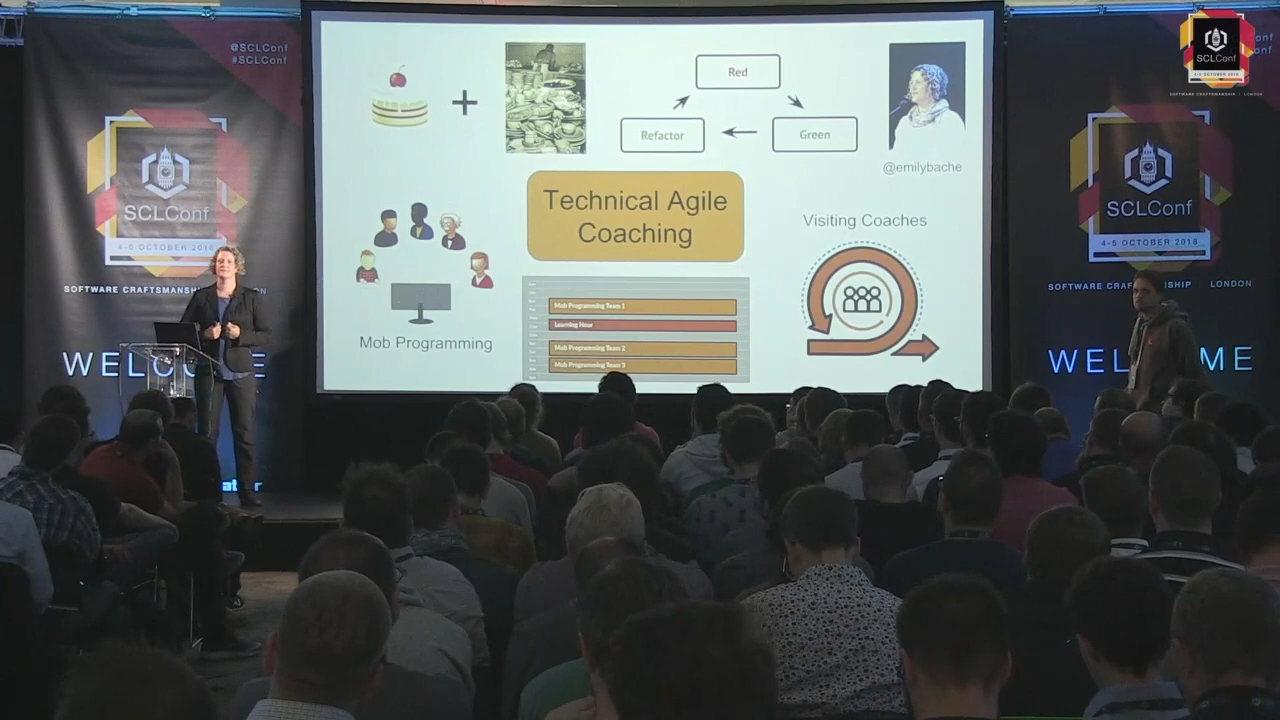 @SCLConf
#SCLConf
SCLConf
4-5 OCTOBER 2018
SOFTWARE CRAFTSMANSHIP
WELCOME
Red
Refactor
Green
@emilybache
Technical Agile
Coaching
Visiting Coaches
Mob Programming
Mob Programming Team 1
Learning Hour
Mob Programming Team 2
Mob Programming Team 3
SCLConf
4-5 OCTOBER 2018
SOFTWARE CRAFTSMANSHIP | LONDON
SCLConf
4-5 OCTOBER 2018
SOFTWARE CRAFTSMANSHIP LONDON
WELCOME